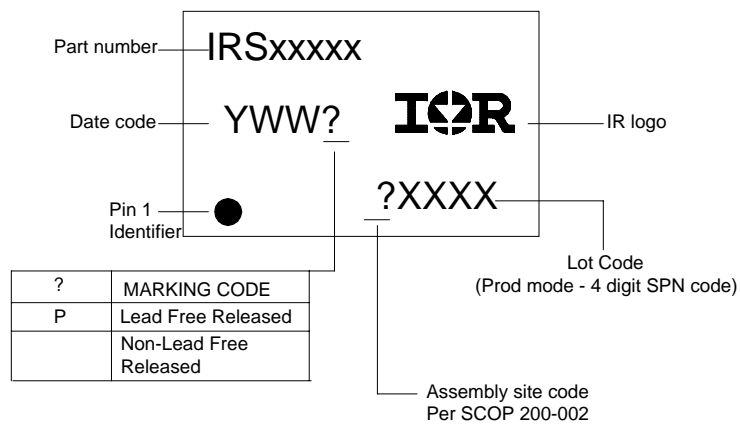 Part number
IRSxxxxx
Date code
YWW?
IOR
IR logo
?XXXX
Pin 1
Identifier
Lot Code
(Prod mode - 4 digit SPN code)
? MARKING CODE
P Lead Free Released
Non-Lead Free
Released
Assembly site code
Per SCOP 200-002